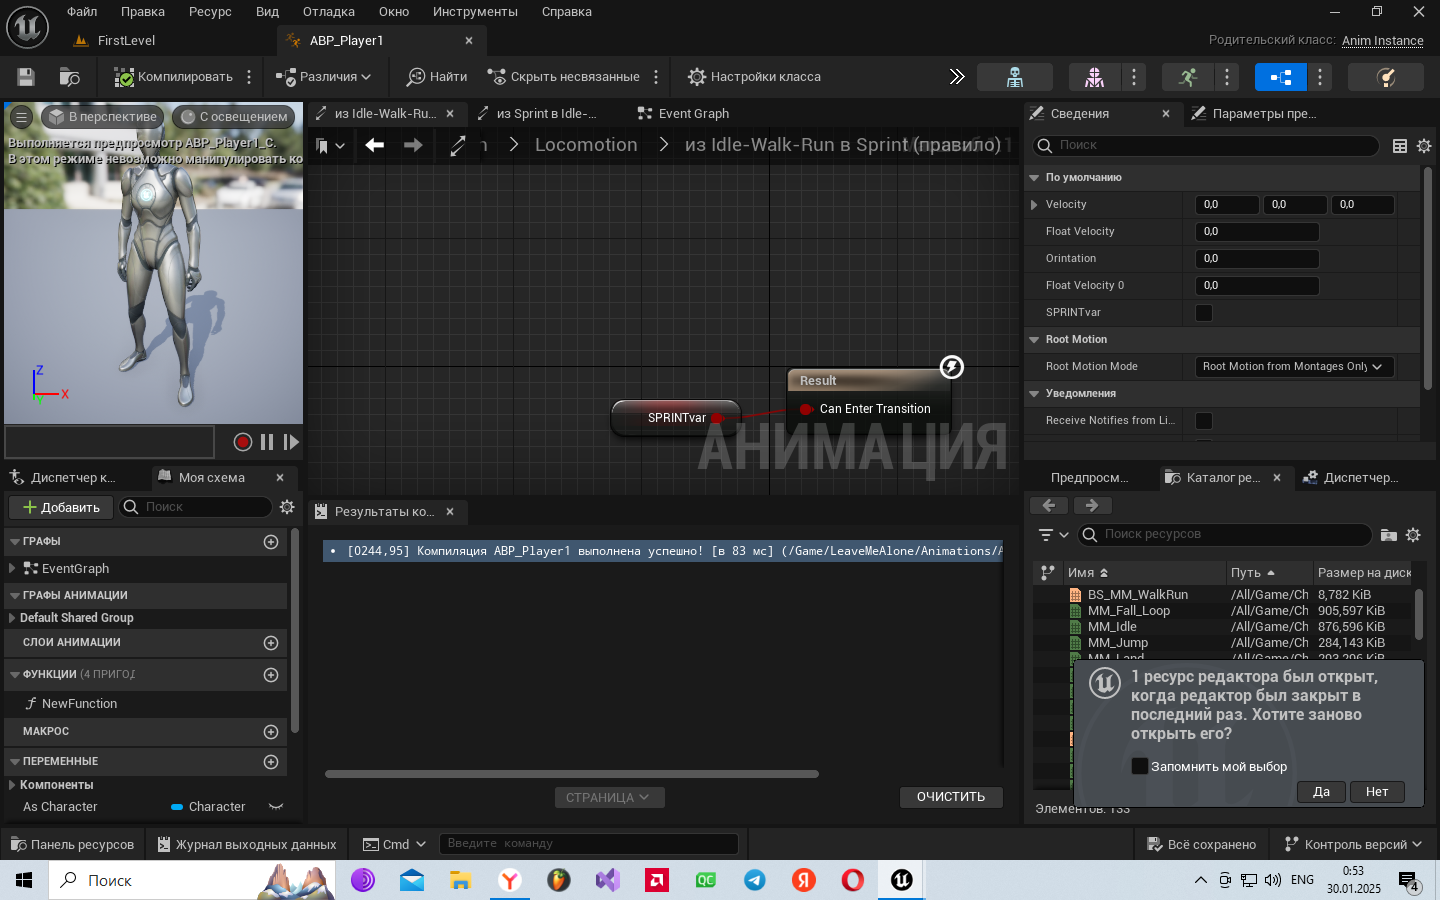 Файл Правка Ресурс Вид Отладка Окно Инструменты Справка
FirstLevel
ABP_Player1
Родительский класс: Anim Instance
Компилировать
Различия
Найти
Скрыть несвязанные
Настройки класса
В перспективе
С освещением
Выполняется предпросмотр ABP_Player1_C.
В этом режиме невозможно манипулировать ко
Z
X
из Idle-Walk-Ru...
из Sprint в Idle-...
Event Graph
Locomotion
из Idle-Walk-Run в Sprint (правило)
SPRINTvar
Result
Can Enter Transition
АНИМАЦИЯ
Сведения
Параметры пре...
Поиск
По умолчанию
Velocity 0,0 0,0 0,0
Float Velocity 0,0
Orintation 0,0
Float Velocity 0 0,0
SPRINTvar
Root Motion
Root Motion Mode Root Motion from Montages Only
Уведомления
Receive Notifies from Li...
Диспетчер к...
Моя схема
Добавить
Поиск
ГРАФЫ
EventGraph
ГРАФЫ АНИМАЦИИ
Default Shared Group
СЛОИ АНИМАЦИИ
ФУНКЦИИ (4 ПРИГОД
NewFunction
МАКРОС
ПЕРЕМЕННЫЕ
Компоненты
As Character Character
Результаты ко...
• [0244,95] Компиляция ABP_Player1 выполнена успешно! [в 83 мс] (/Game/LeaveMeAlone/Animations/A
СТРАНИЦА
ОЧИСТИТЬ
Предпросм...
Каталог ре...
Диспетчер...
Поиск ресурсов
Имя Путь Размер на диск
BS_MM_WalkRun /All/Game/Ch 8,782 KiB
MM_Fall_Loop /All/Game/Ch 905,597 KiB
MM_Idle /All/Game/Ch 876,596 KiB
MM_Jump /All/Game/Ch 284,143 KiB
MM_Land /All/Game/Ch 293,296 KiB
1 ресурс редактора был открыт,
когда редактор был закрыт в
последний раз. Хотите заново
открыть его?
Запомнить мой выбор
Да Нет
Элементов: 133
Панель ресурсов
Журнал выходных данных
Cmd
Введите команду
Всё сохранено
Контроль версий
Поиск
ENG
0:53
30.01.2025
4